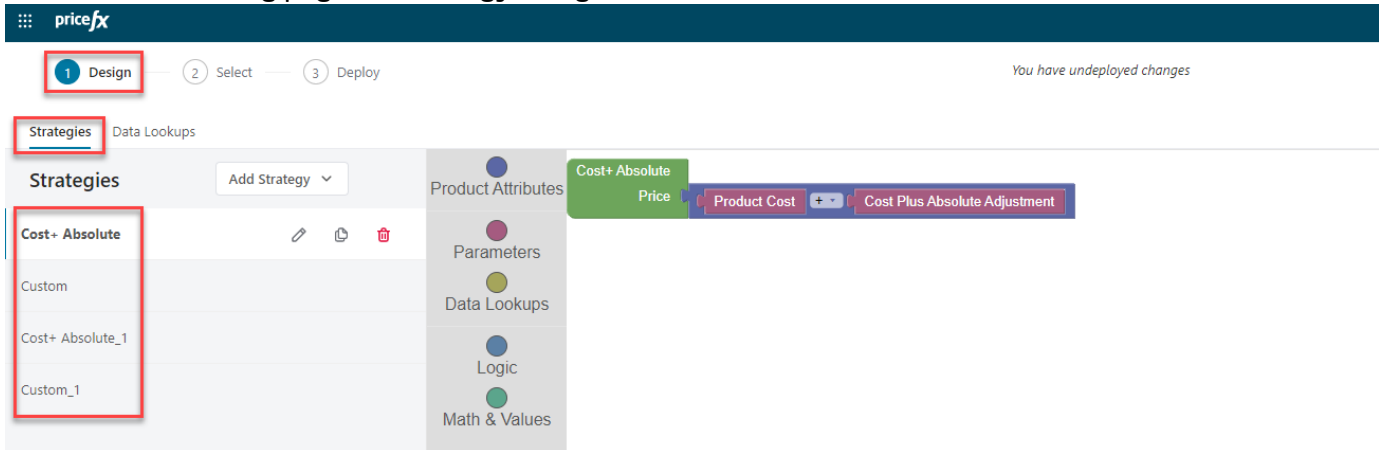 pricefx
1 Design 2 Select 3 Deploy You have undeployed changes
Strategies Data Lookups
Strategies Add Strategy
Cost+ Absolute
Custom
Cost+ Absolute_1
Custom_1
Product Attributes
Parameters
Data Lookups
Logic
Math & Values
Cost+ Absolute
Price Product Cost + Cost Plus Absolute Adjustment